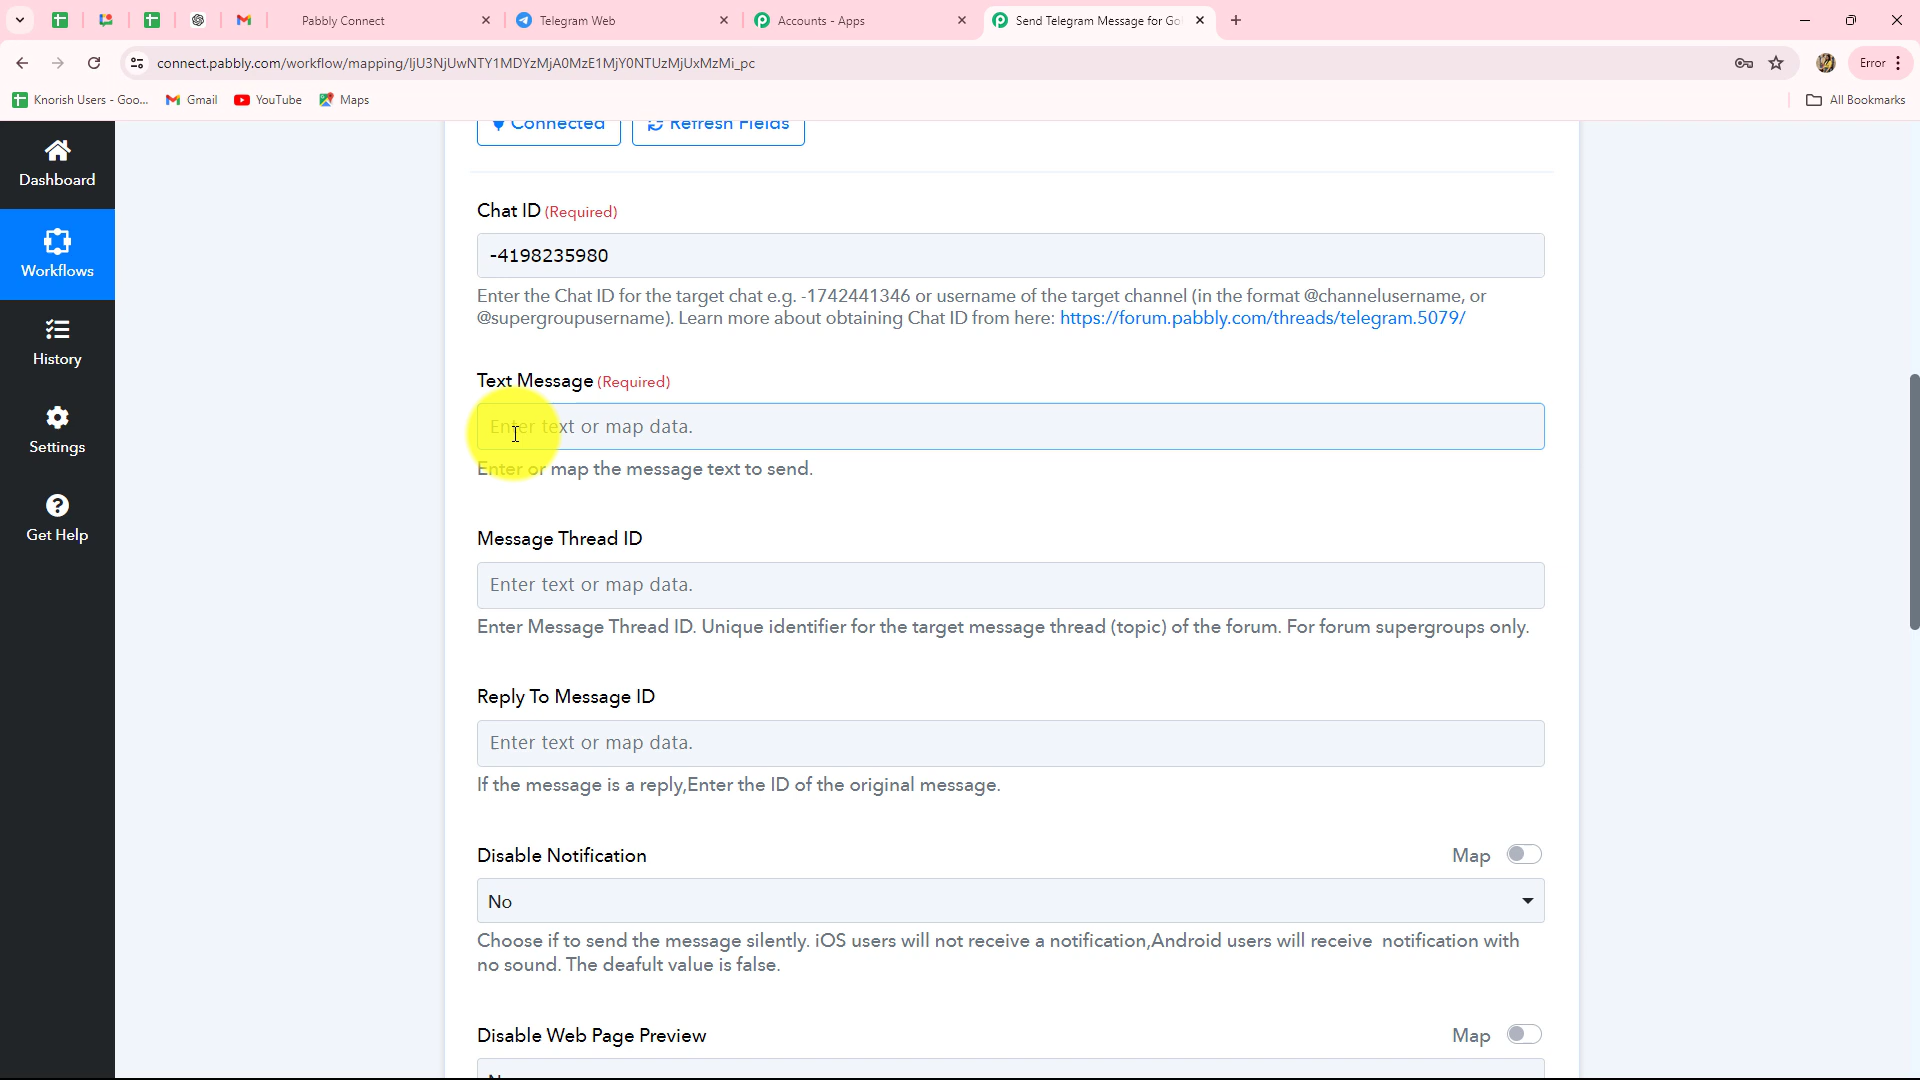 Pabbly Connect
Telegram Web
Accounts - Apps
Send Telegram Message for Go
connect.pabbly.com/workflow/mapping/IjU3NjUwNTY1MDYzMjA0MzE1MjY0NTUzMjUxMzMi_pc
Error
Knorish Users - Goo...
Gmail
YouTube
Maps
All Bookmarks
Dashboard
Workflows
History
Settings
Get Help
Connected
Refresh Fields
Chat ID (Required)
-4198235980
Enter the Chat ID for the target chat e.g. -1742441346 or username of the target channel (in the format @channelusername, or
@supergroupusername). Learn more about obtaining Chat ID from here: https://forum.pabbly.com/threads/telegram.5079/
Text Message (Required)
Enter text or map data.
Enter or map the message text to send.
Message Thread ID
Enter text or map data.
Enter Message Thread ID. Unique identifier for the target message thread (topic) of the forum. For forum supergroups only.
Reply To Message ID
Enter text or map data.
If the message is a reply,Enter the ID of the original message.
Disable Notification
Map
No
Choose if to send the message silently. iOS users will not receive a notification,Android users will receive notification with
no sound. The deafult value is false.
Disable Web Page Preview
Map